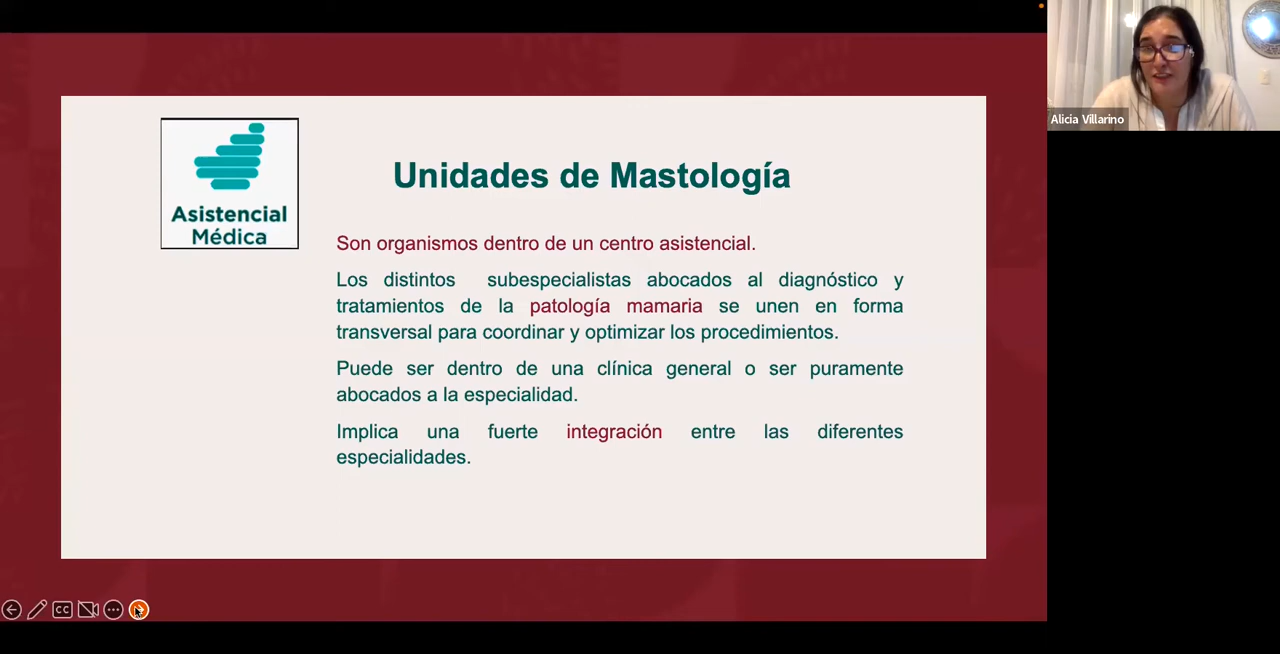 Alicia Villarino
Asistencial
Médica
Unidades de Mastología
Son organismos dentro de un centro asistencial.
Los distintos subespecialistas abocados al diagnóstico y
tratamientos de la patología mamaria se unen en forma
transversal para coordinar y optimizar los procedimientos.
Puede ser dentro de una clínica general o ser puramente
abocados a la especialidad.
Implica una fuerte integración entre las diferentes
especialidades.
CC